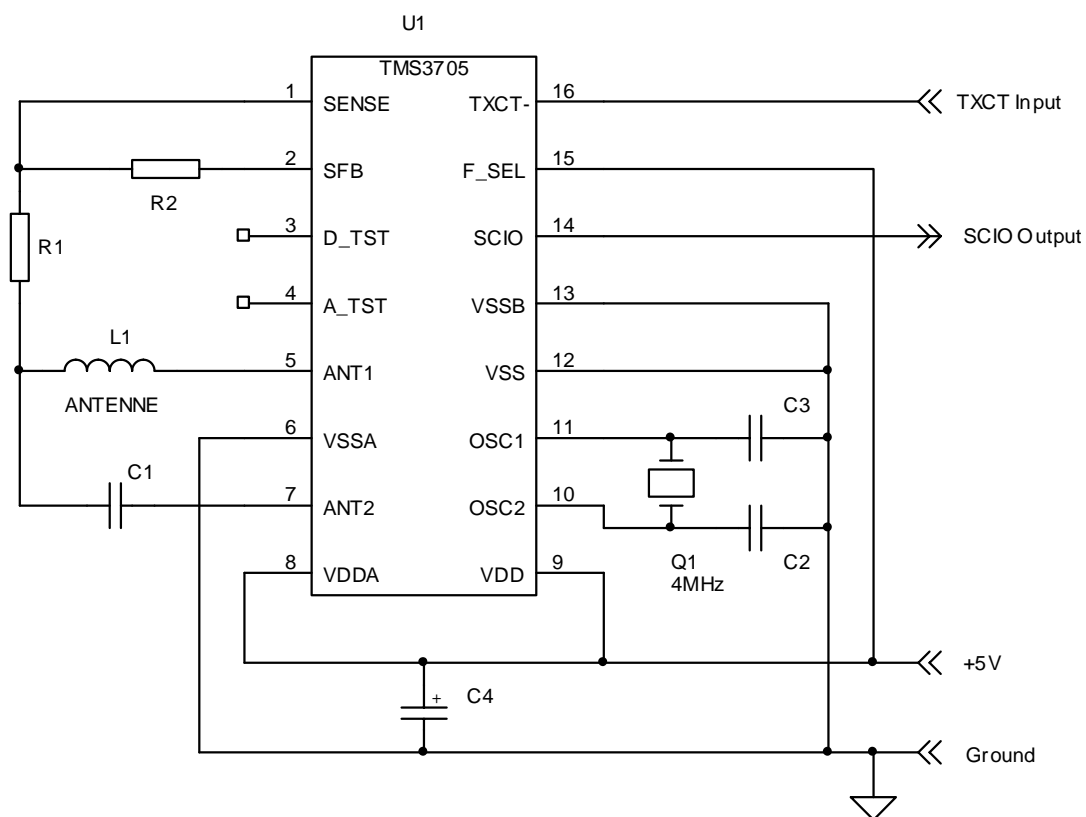 U1
TMS3705
1 SENSE TXCT- 16 TXCT Input
2 SFB F_SEL 15
R2
3 D_TST SCIO 14 SCIO Output
R1
4 A_TST VSSB 13
L1
5 ANT1 VSS 12
ANTENNE C3
6 VSSA OSC1 11
C1
7 ANT2 OSC2 10
8 VDDA VDD 9 Q1 C2
4MHz
+5V
+ C4
Ground